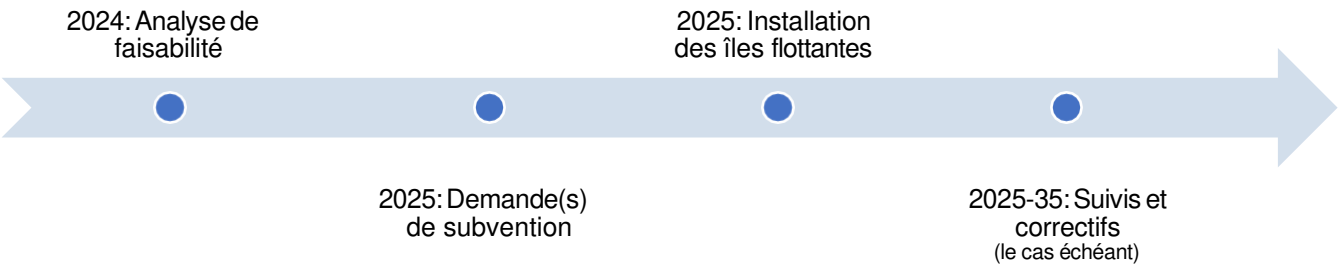 2024: Analyse de
faisabilité
2025: Demande(s)
de subvention
2025: Installation
des îles flottantes
2025-35: Suivis et
correctifs
(le cas échéant)